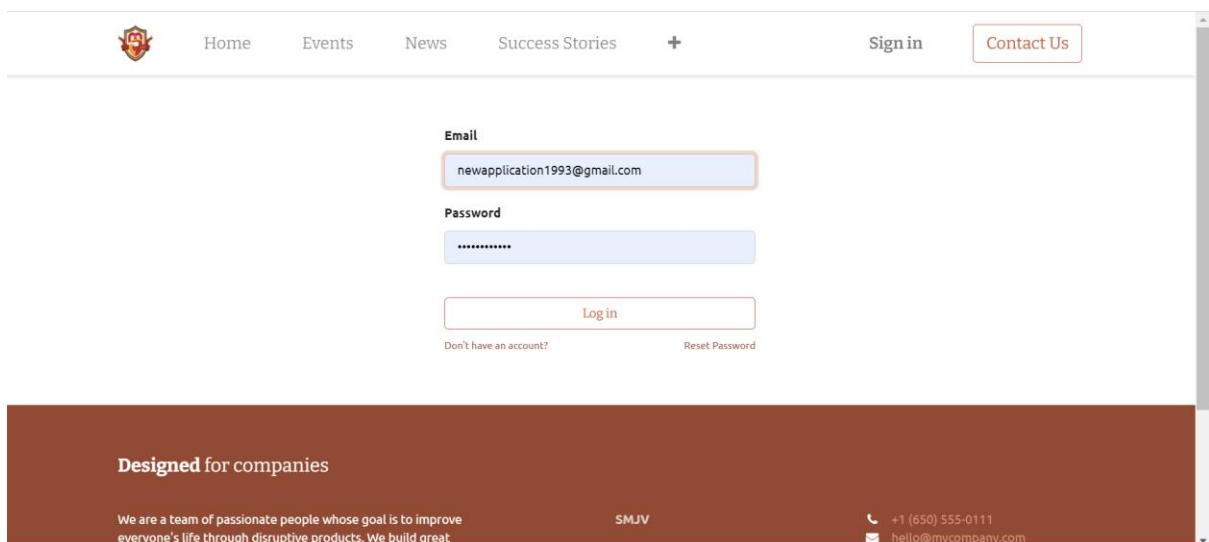 Home Events News Success Stories + Sign in Contact Us
Email
newapplication1993@gmail.com
Password
••••••••••••
Log in
Don't have an account? Reset Password
Designed for companies
We are a team of passionate people whose goal is to improve
everyone's life through disruptive products. We build great
SMJV
+1 (650) 555-0111
hello@mycompany.com